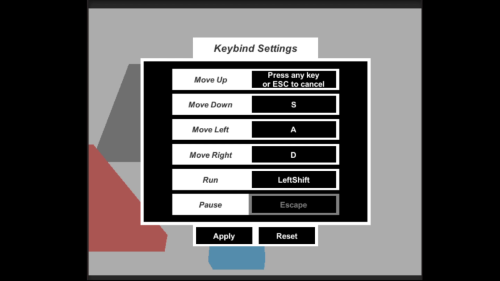 Keybind Settings
Move Up
Press any key
or ESC to cancel
Move Down
S
Move Left
A
Move Right
D
Run
LeftShift
Pause
Escape
Apply
Reset